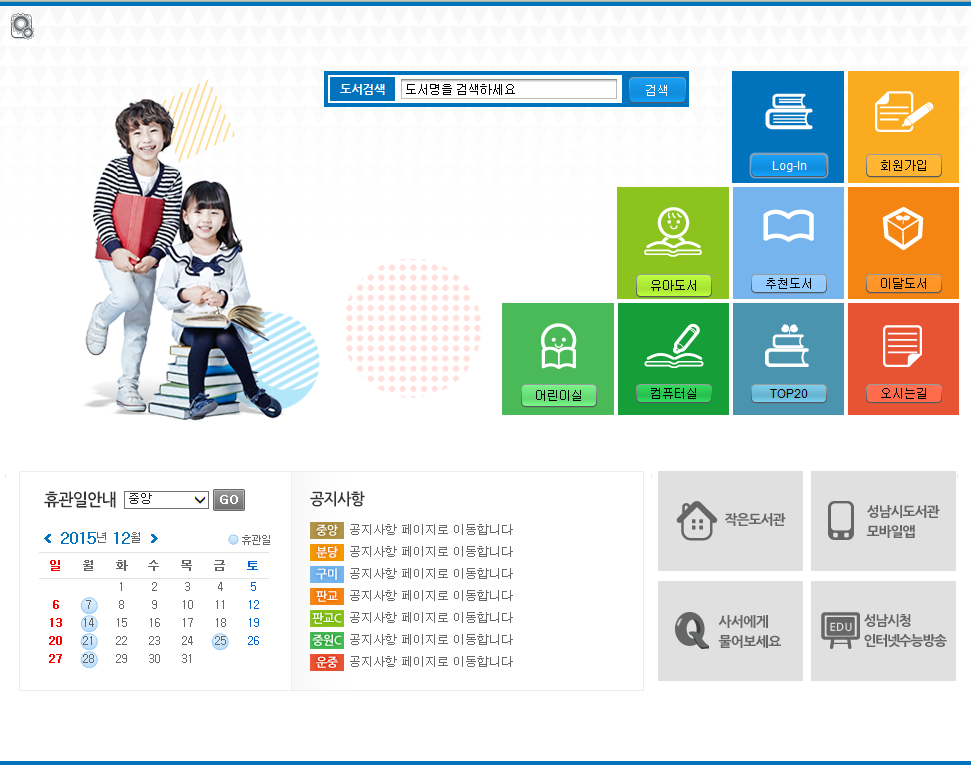 도서검색 도서명을 검색하세요 검색
Log-In 회원가입
유아도서 추천도서 이달도서
어린이실 컴퓨터실 TOP20 오시는길
휴관일안내 중앙 GO
2015년 12월 휴관일
일 월 화 수 목 금 토
1 2 3 4 5
6 7 8 9 10 11 12
13 14 15 16 17 18 19
20 21 22 23 24 25 26
27 28 29 30 31
공지사항
중앙 공지사항 페이지로 이동합니다
분당 공지사항 페이지로 이동합니다
구미 공지사항 페이지로 이동합니다
판교 공지사항 페이지로 이동합니다
판교C 공지사항 페이지로 이동합니다
중원C 공지사항 페이지로 이동합니다
운중 공지사항 페이지로 이동합니다
작은도서관
성남시도서관
모바일앱
사서에게
물어보세요
EDU
성남시청
인터넷수능방송